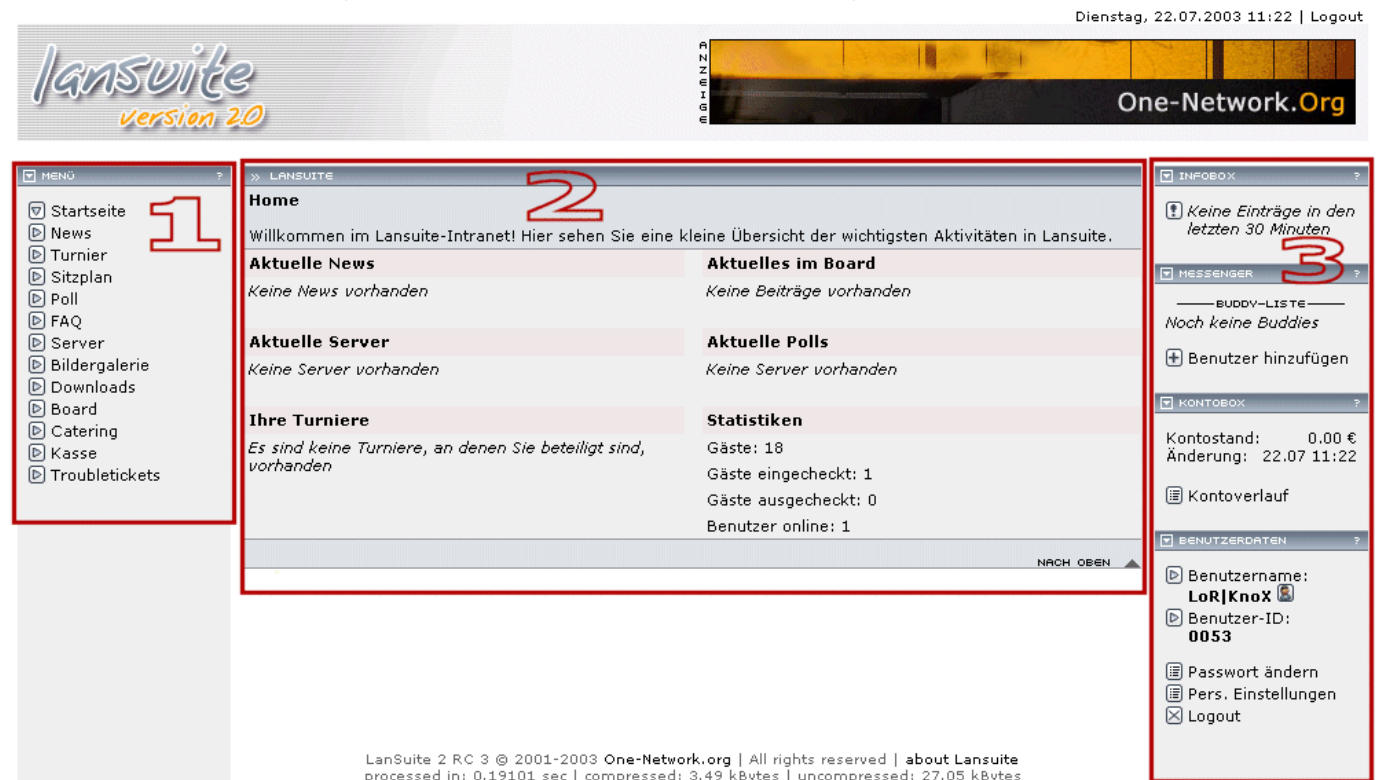 Dienstag, 22.07.2003 11:22 | Logout
lansuite
version 2.0
ANZEIGE
One-Network.Org
MENÜ ?
1
Startseite
News
Turnier
Sitzplan
Poll
FAQ
Server
Bildergalerie
Downloads
Board
Catering
Kasse
Troubletickets
» LANSUITE
2
Home
Willkommen im Lansuite-Intranet! Hier sehen Sie eine kleine Übersicht der wichtigsten Aktivitäten in Lansuite.
Aktuelle News
Keine News vorhanden
Aktuelles im Board
Keine Beiträge vorhanden
Aktuelle Server
Keine Server vorhanden
Aktuelle Polls
Keine Server vorhanden
Ihre Turniere
Es sind keine Turniere, an denen Sie beteiligt sind,
vorhanden
Statistiken
Gäste: 18
Gäste eingecheckt: 1
Gäste ausgecheckt: 0
Benutzer online: 1
NACH OBEN
INFOBOX ?
Keine Einträge in den
letzten 30 Minuten
3
MESSENGER ?
BUDDY-LISTE
Noch keine Buddies
Benutzer hinzufügen
KONTOBOX ?
Kontostand: 0.00 €
Änderung: 22.07 11:22
Kontoverlauf
BENUTZERDATEN ?
Benutzername:
LoR|KnoX
Benutzer-ID:
0053
Passwort ändern
Pers. Einstellungen
Logout
LanSuite 2 RC 3 © 2001-2003 One-Network.org | All rights reserved | about Lansuite
processed in: 0.19101 sec | compressed: 3.49 kBytes | uncompressed: 27.05 kBytes